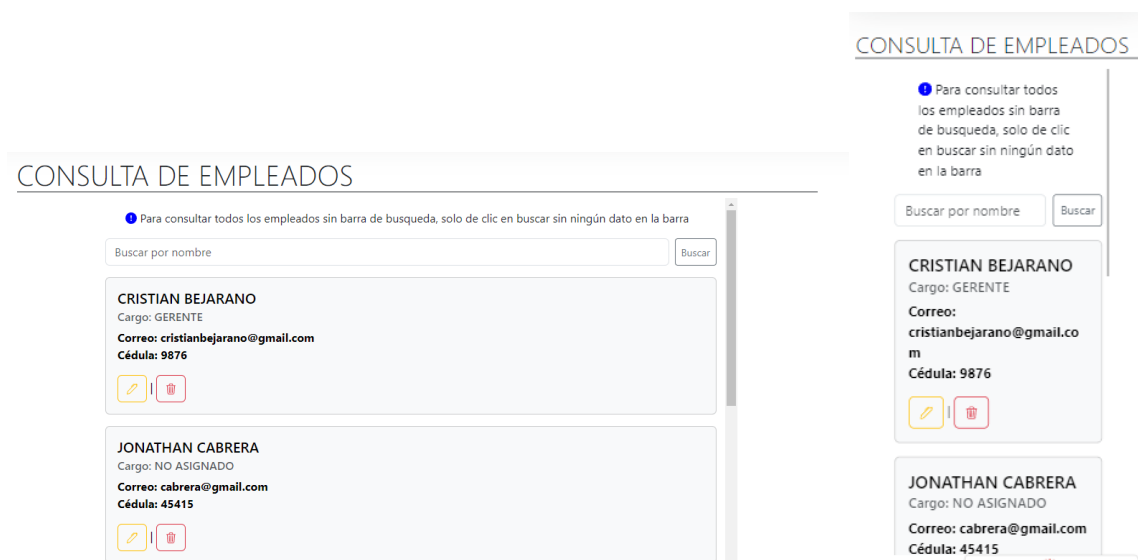 CONSULTA DE EMPLEADOS
Para consultar todos los empleados sin barra de busqueda, solo de clic en buscar sin ningún dato en la barra
Buscar por nombre
Buscar
CRISTIAN BEJARANO
Cargo: GERENTE
Correo: cristianbejarano@gmail.com
Cédula: 9876
|
JONATHAN CABRERA
Cargo: NO ASIGNADO
Correo: cabrera@gmail.com
Cédula: 45415
|
CONSULTA DE EMPLEADOS
Para consultar todos
los empleados sin barra
de busqueda, solo de clic
en buscar sin ningún dato
en la barra
Buscar por nombre
Buscar
CRISTIAN BEJARANO
Cargo: GERENTE
Correo:
cristianbejarano@gmail.co
m
Cédula: 9876
|
JONATHAN CABRERA
Cargo: NO ASIGNADO
Correo: cabrera@gmail.com
Cédula: 45415